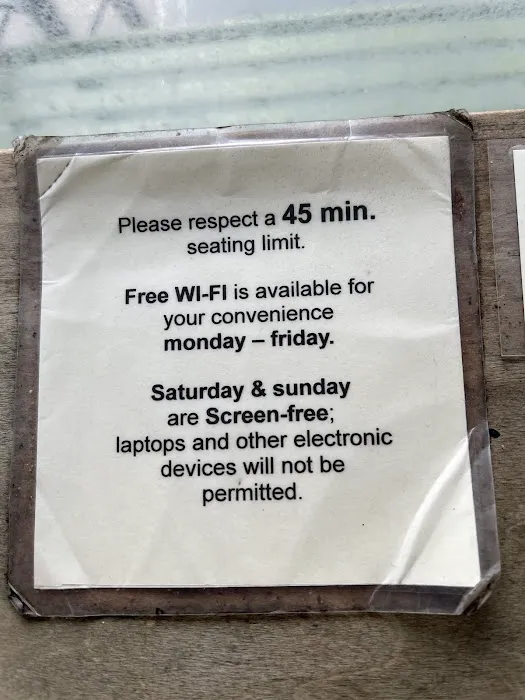 Please respect a 45 min.
seating limit.
Free WI-FI is available for
your convenience
monday – friday.
Saturday & sunday
are Screen-free;
laptops and other electronic
devices will not be
permitted.